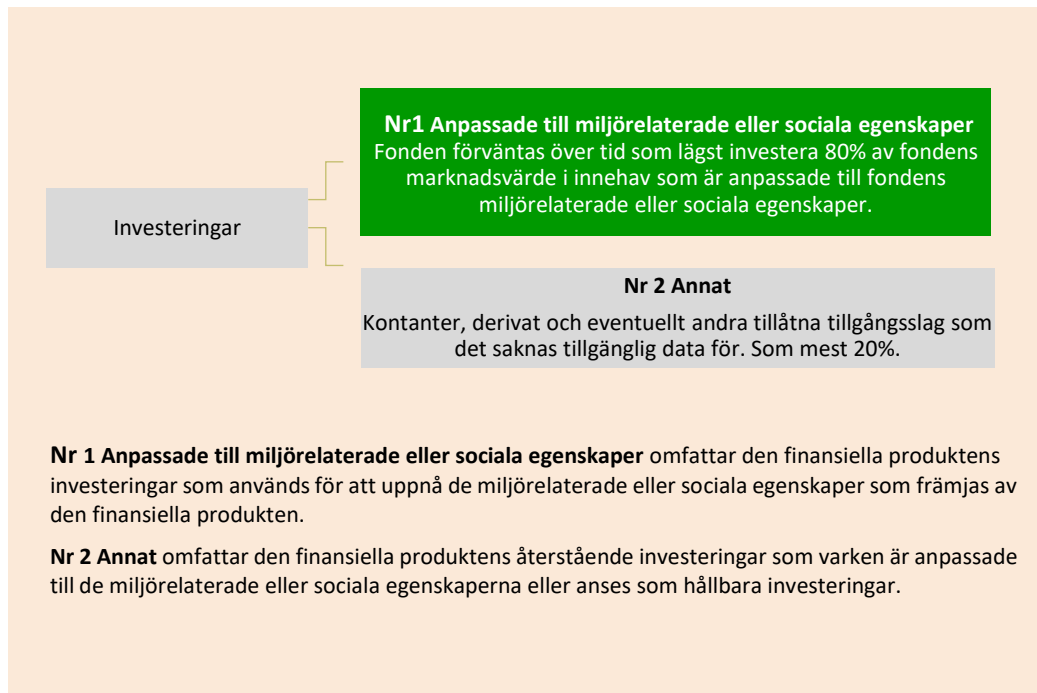 Nr1 Anpassade till miljörelaterade eller sociala egenskaper
Fonden förväntas över tid som lägst investera 80% av fondens
marknadsvärde i innehav som är anpassade till fondens
miljörelaterade eller sociala egenskaper.
Investeringar
Nr 2 Annat
Kontanter, derivat och eventuellt andra tillåtna tillgångsslag som
det saknas tillgänglig data för. Som mest 20%.
Nr 1 Anpassade till miljörelaterade eller sociala egenskaper omfattar den finansiella produktens
investeringar som används för att uppnå de miljörelaterade eller sociala egenskaper som främjas av
den finansiella produkten.
Nr 2 Annat omfattar den finansiella produktens återstående investeringar som varken är anpassade
till de miljörelaterade eller sociala egenskaperna eller anses som hållbara investeringar.